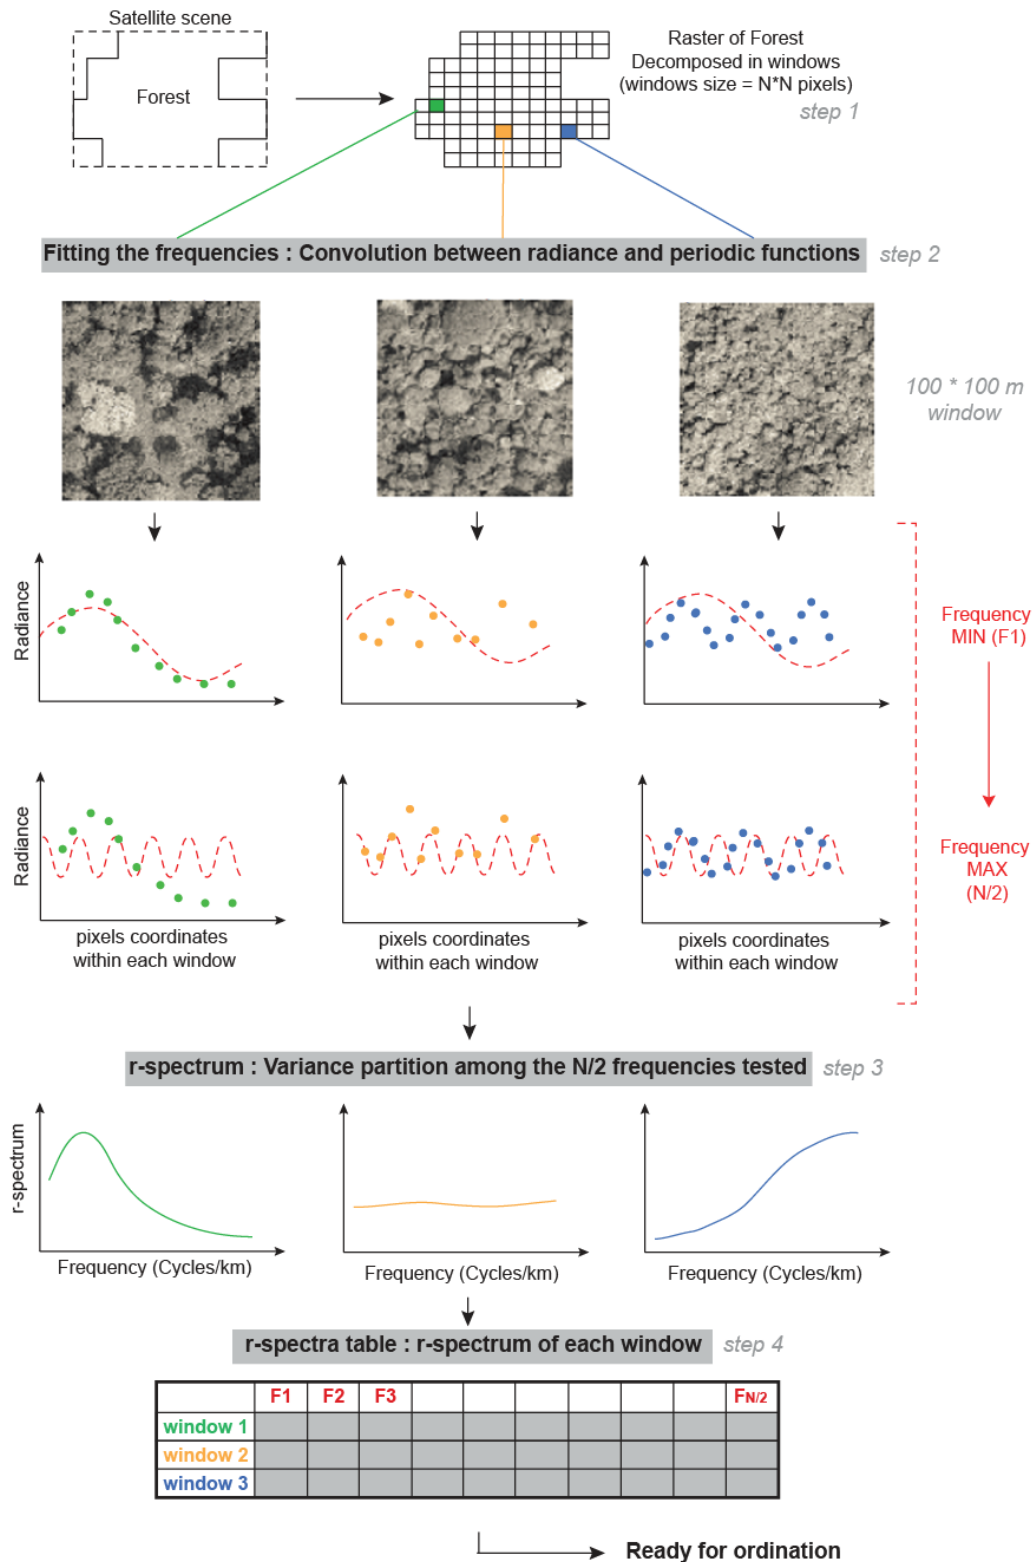 Satellite scene
Forest
Raster of Forest
Decomposed in windows
(windows size = N*N pixels)
step 1
Fitting the frequencies : Convolution between radiance and periodic functions
step 2
100 * 100 m
window
Radiance
Frequency
MIN (F1)
Radiance
Frequency
MAX
(N/2)
pixels coordinates
within each window
pixels coordinates
within each window
pixels coordinates
within each window
r-spectrum : Variance partition among the N/2 frequencies tested
step 3
r-spectrum
Frequency (Cycles/km)
Frequency (Cycles/km)
Frequency (Cycles/km)
r-spectra table : r-spectrum of each window
step 4
F1 F2 F3 FN/2
window 1
window 2
window 3
Ready for ordination